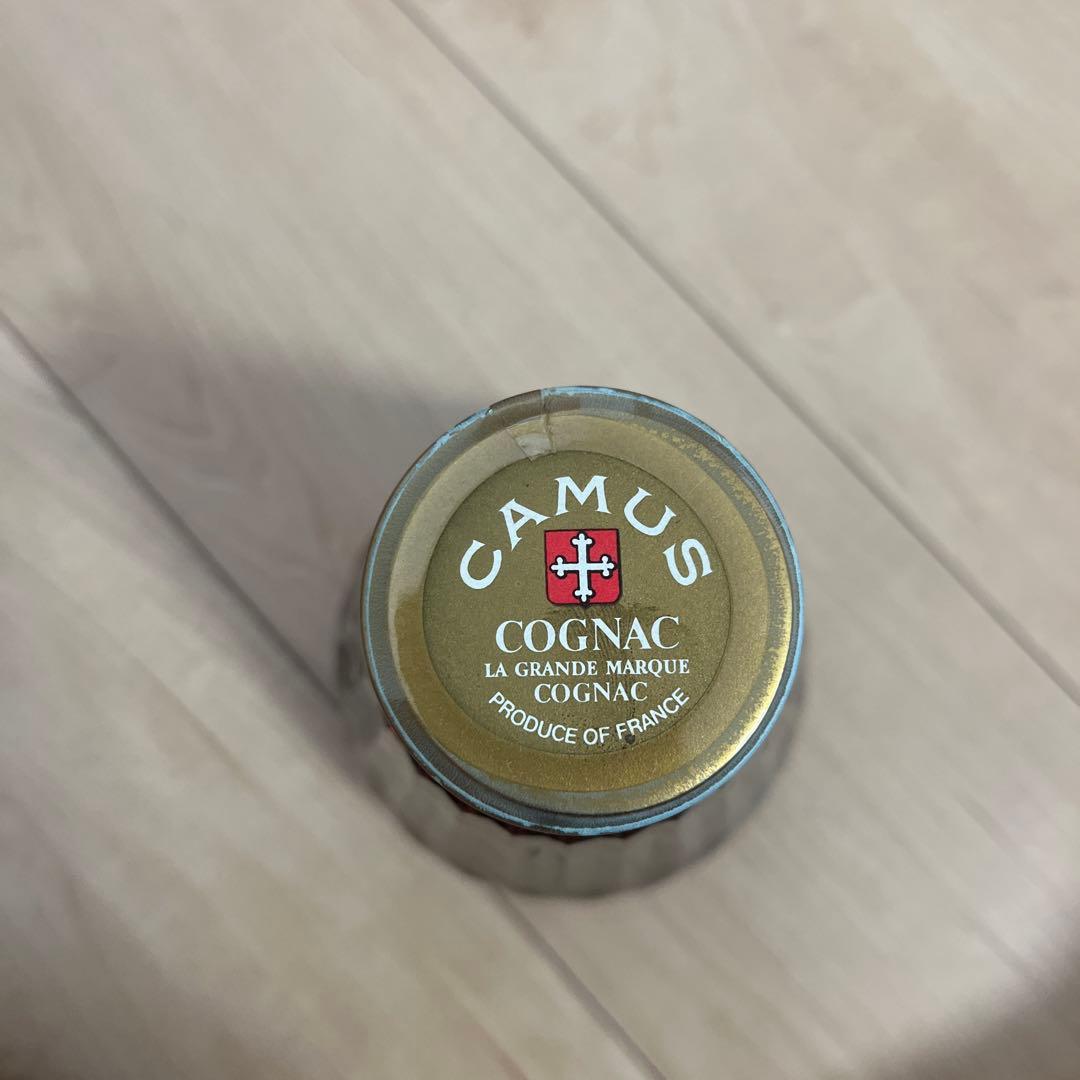 CAMUS
COGNAC
LA GRANDE MARQUE
COGNAC
PRODUCE OF FRANCE